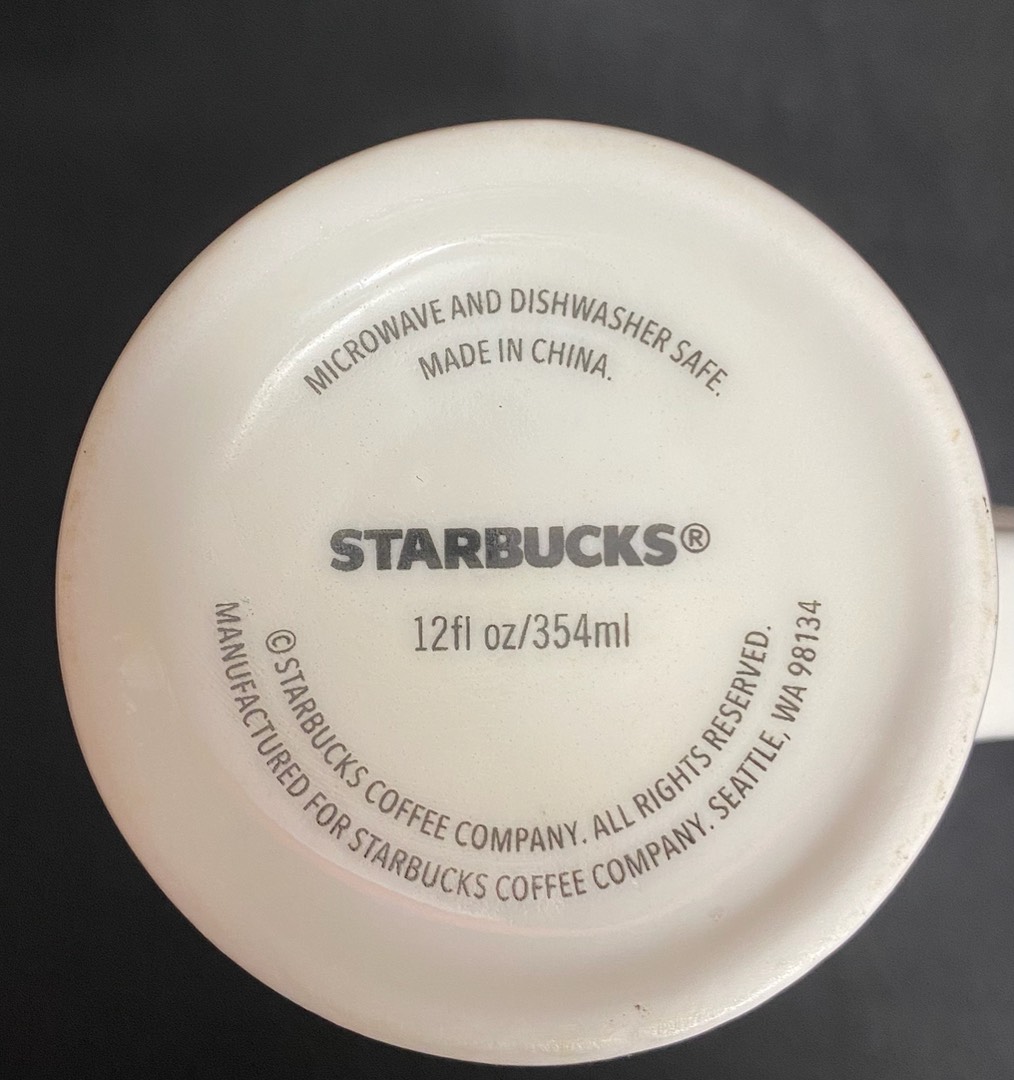 MICROWAVE AND DISHWASHER SAFE.
MADE IN CHINA.
STARBUCKS®
12fl oz/354ml
©STARBUCKS COFFEE COMPANY. ALL RIGHTS RESERVED.
MANUFACTURED FOR STARBUCKS COFFEE COMPANY. SEATTLE, WA 98134